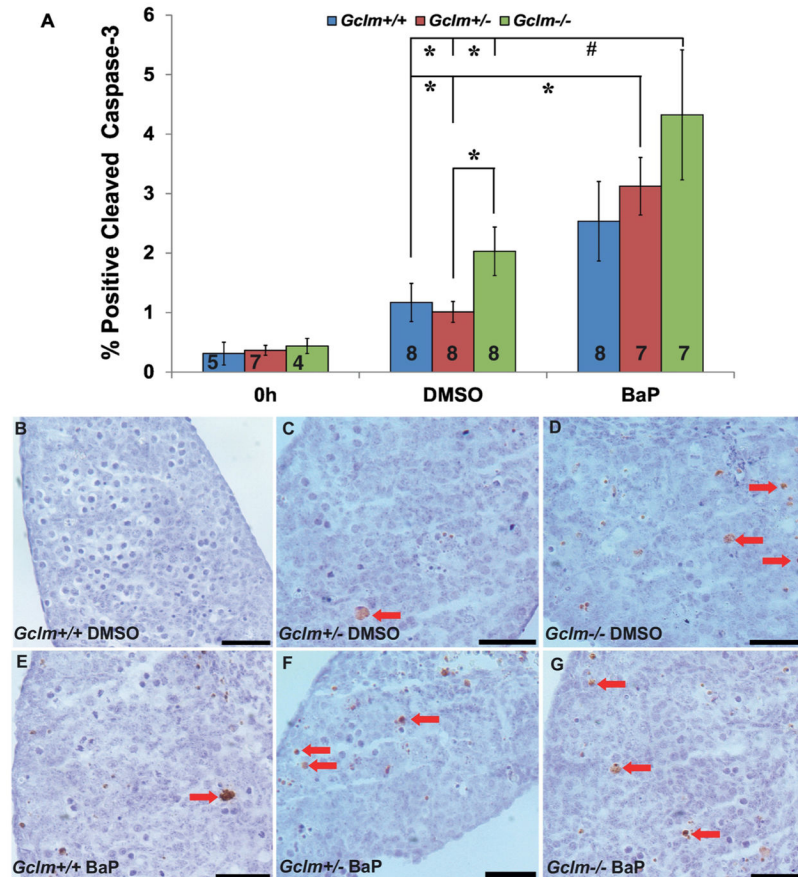 A
Gclm+/+ Gclm+/- Gclm-/-
% Positive Cleaved Caspase-3
6
5
4
3
2
1
0
* * #
* *
*
5 7 4
8 8 8
8 7 7
0h DMSO BaP
B
Gclm+/+ DMSO
C
Gclm+/- DMSO
D
Gclm-/- DMSO
E
Gclm+/+ BaP
F
Gclm+/- BaP
G
Gclm-/- BaP